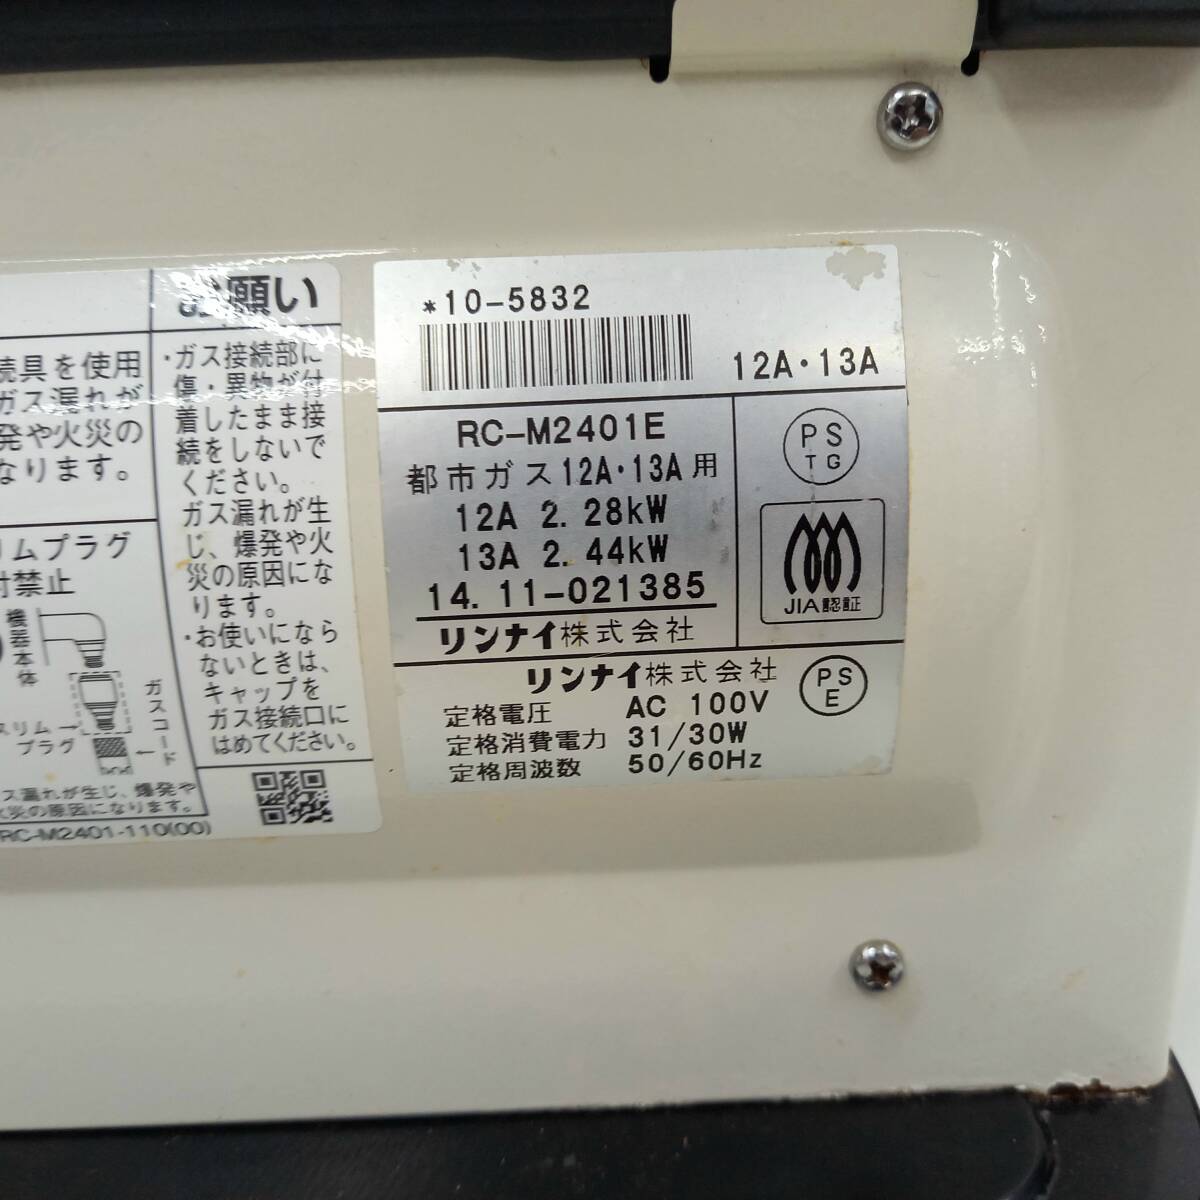 お願い
続具を使用
ガス漏れが
発や火災の
なります。
・ガス接続部に
傷・異物が付
着したまま接
続をしないで
ください。
ガス漏れが生
じ、爆発や火
災の原因にな
ります。
・お使いになら
ないときは、
キャップを
ガス接続口に
はめてください。
リムプラグ
付禁止
機器本体
スリム
プラグ
ガスコード
ス漏れが生じ、爆発や
火災の原因になります。
RC-M2401-110(00)
*10-5832
12A・13A
RC-M2401E
都市ガス12A・13A用
12A 2.28kW
13A 2.44kW
14.11-021385
リンナイ株式会社
PS
TG
JIA認証
リンナイ株式会社
PS
E
定格電圧 AC 100V
定格消費電力 31/30W
定格周波数 50/60Hz